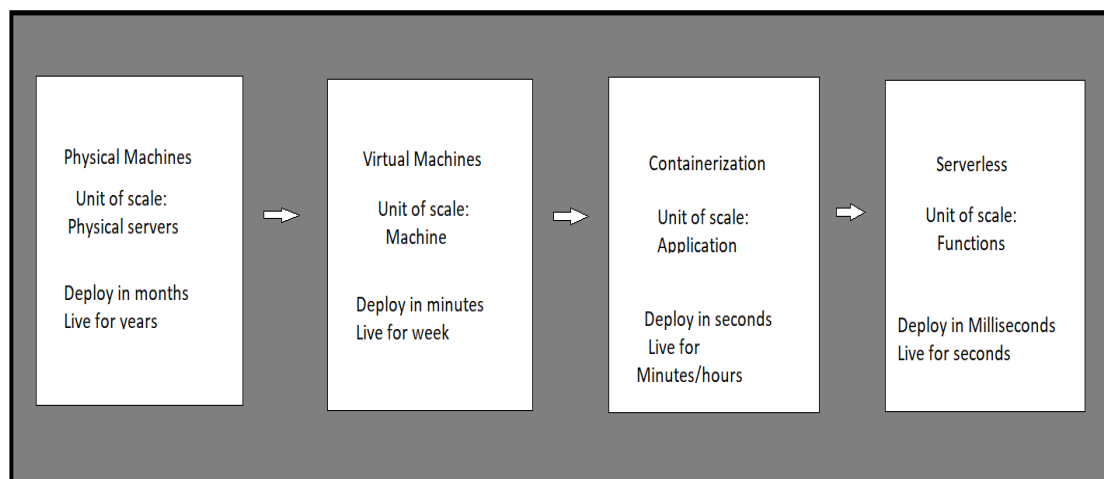 Physical Machines
Unit of scale:
Physical servers
Deploy in months
Live for years
Virtual Machines
Unit of scale:
Machine
Deploy in minutes
Live for week
Containerization
Unit of scale:
Application
Deploy in seconds
Live for
Minutes/hours
Serverless
Unit of scale:
Functions
Deploy in Milliseconds
Live for seconds